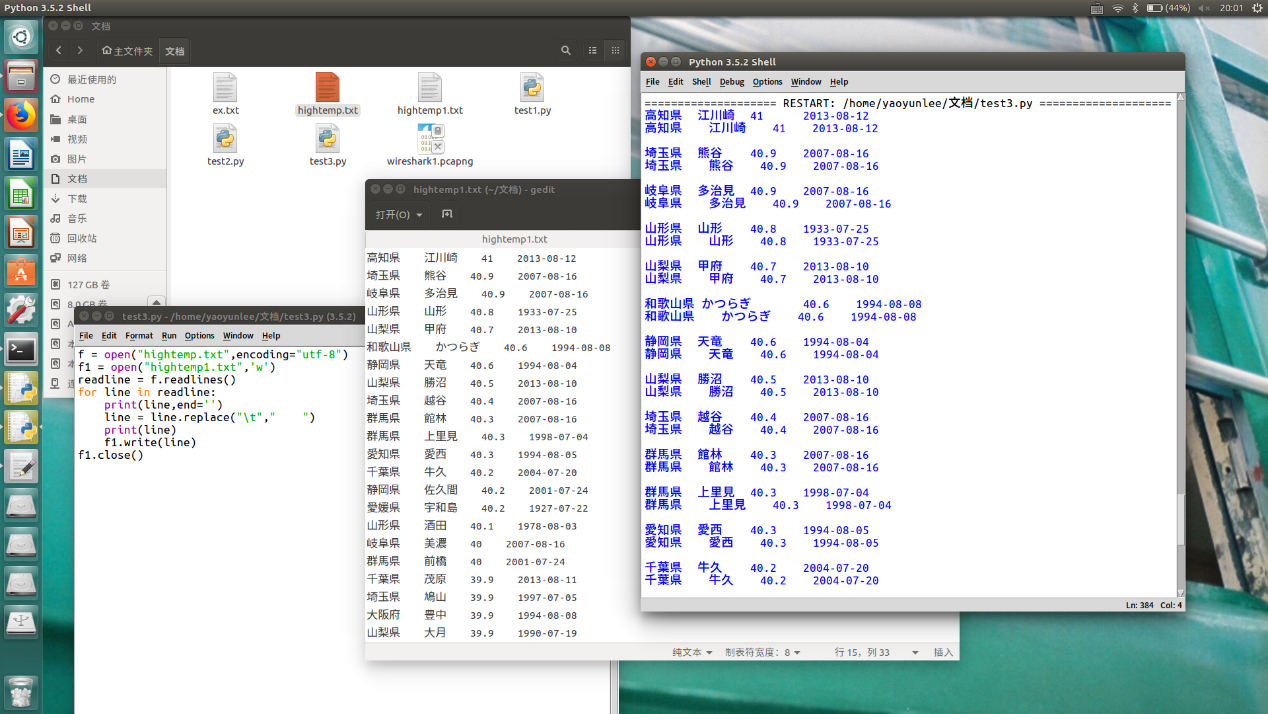 Python 3.5.2 Shell
(44%)
20:01
文档
主文件夹
文档
最近使用的
Home
桌面
视频
图片
文档
下载
音乐
回收站
网络
127 GB 卷
8.0 GB 卷
ex.txt
hightemp.txt
hightemp1.txt
test1.py
test2.py
test3.py
wireshark1.pcapng
test3.py - /home/yaoyunlee/文档/test3.py (3.5.2)
File Edit Format Run Options Window Help
f = open("hightemp.txt",encoding="utf-8")
f1 = open("hightemp1.txt",'w')
readline = f.readlines()
for line in readline:
    print(line,end='')
    line = line.replace("\t","    ")
    print(line)
    f1.write(line)
f1.close()
hightemp1.txt (~/文档) - gedit
打开(O)
hightemp1.txt
高知県    江川崎    41    2013-08-12
埼玉県    熊谷    40.9    2007-08-16
岐阜県    多治見    40.9    2007-08-16
山形県    山形    40.8    1933-07-25
山梨県    甲府    40.7    2013-08-10
和歌山県    かつらぎ    40.6    1994-08-08
静岡県    天竜    40.6    1994-08-04
山梨県    勝沼    40.5    2013-08-10
埼玉県    越谷    40.4    2007-08-16
群馬県    館林    40.3    2007-08-16
群馬県    上里見    40.3    1998-07-04
愛知県    愛西    40.3    1994-08-05
千葉県    牛久    40.2    2004-07-20
静岡県    佐久間    40.2    2001-07-24
愛媛県    宇和島    40.2    1927-07-22
山形県    酒田    40.1    1978-08-03
岐阜県    美濃    40    2007-08-16
群馬県    前橋    40    2001-07-24
千葉県    茂原    39.9    2013-08-11
埼玉県    鳩山    39.9    1997-07-05
大阪府    豊中    39.9    1994-08-08
山梨県    大月    39.9    1990-07-19
纯文本 制表符宽度：8 行 15，列 33 插入
Python 3.5.2 Shell
File Edit Shell Debug Options Window Help
==================== RESTART: /home/yaoyunlee/文档/test3.py ====================
高知県 江川崎 41 2013-08-12
高知県    江川崎    41    2013-08-12
埼玉県 熊谷 40.9 2007-08-16
埼玉県    熊谷    40.9    2007-08-16
岐阜県 多治見 40.9 2007-08-16
岐阜県    多治見    40.9    2007-08-16
山形県 山形 40.8 1933-07-25
山形県    山形    40.8    1933-07-25
山梨県 甲府 40.7 2013-08-10
山梨県    甲府    40.7    2013-08-10
和歌山県 かつらぎ 40.6 1994-08-08
和歌山県    かつらぎ    40.6    1994-08-08
静岡県 天竜 40.6 1994-08-04
静岡県    天竜    40.6    1994-08-04
山梨県 勝沼 40.5 2013-08-10
山梨県    勝沼    40.5    2013-08-10
埼玉県 越谷 40.4 2007-08-16
埼玉県    越谷    40.4    2007-08-16
群馬県 館林 40.3 2007-08-16
群馬県    館林    40.3    2007-08-16
群馬県 上里見 40.3 1998-07-04
群馬県    上里見    40.3    1998-07-04
愛知県 愛西 40.3 1994-08-05
愛知県    愛西    40.3    1994-08-05
千葉県 牛久 40.2 2004-07-20
千葉県    牛久    40.2    2004-07-20
Ln: 384 Col: 4